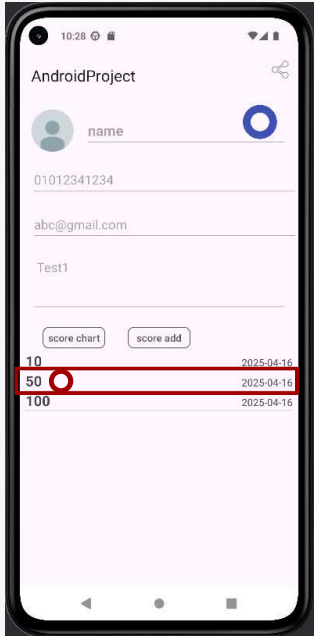 10:28
AndroidProject
name
01012341234
abc@gmail.com
Test1
score chart score add
10 2025-04-16
50 2025-04-16
100 2025-04-16